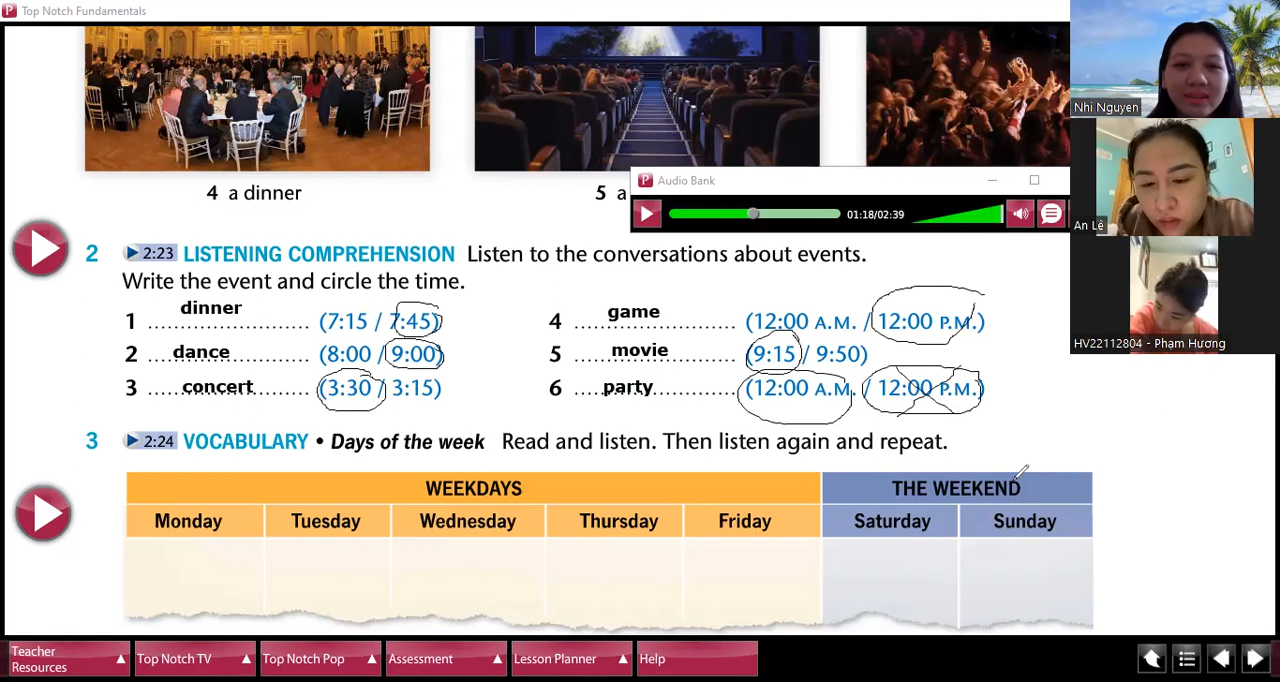 Top Notch Fundamentals
4 a dinner
5 a
Audio Bank
01:18/02:39
Nhi Nguyen
An Lê
HV22112804 - Phạm Hương
2 2:23 LISTENING COMPREHENSION Listen to the conversations about events.
Write the event and circle the time.
1 dinner (7:15 / 7:45)
2 dance (8:00 / 9:00)
3 concert (3:30 / 3:15)
4 game (12:00 A.M. / 12:00 P.M.)
5 movie (9:15 / 9:50)
6 party (12:00 A.M. / 12:00 P.M.)
3 2:24 VOCABULARY • Days of the week Read and listen. Then listen again and repeat.
WEEKDAYS THE WEEKEND
Monday Tuesday Wednesday Thursday Friday Saturday Sunday
Teacher
Resources
Top Notch TV
Top Notch Pop
Assessment
Lesson Planner
Help